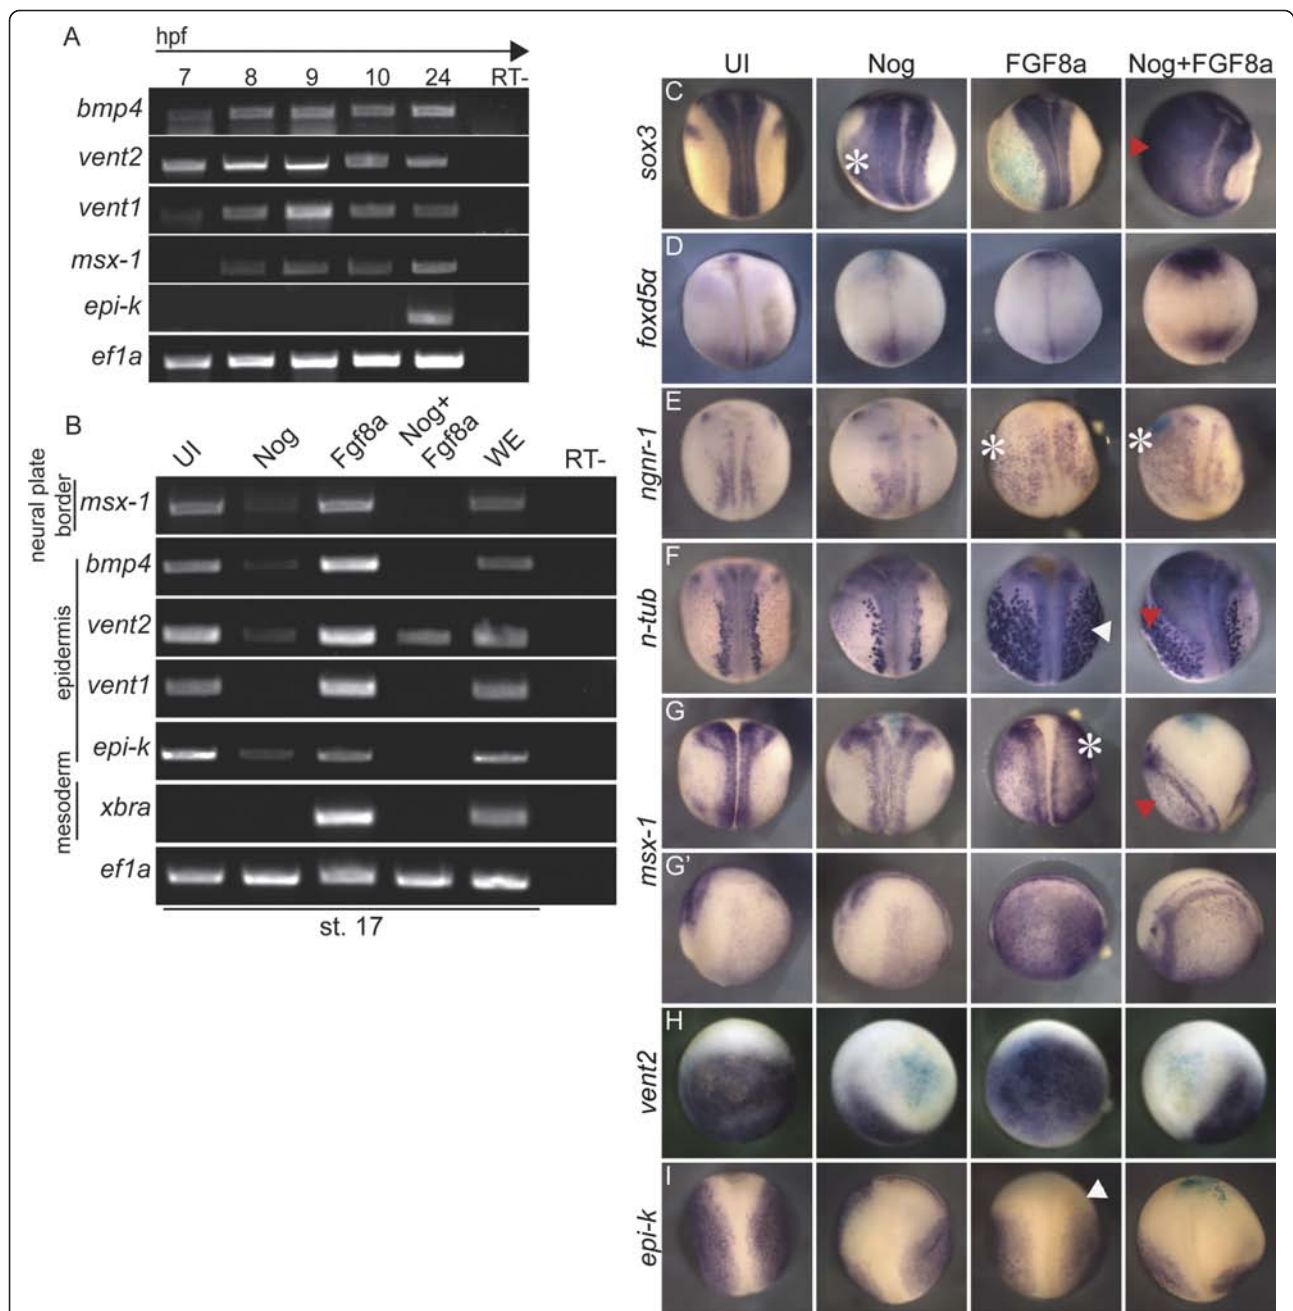 A
hpf
7 8 9 10 24 RT-
bmp4
vent2
vent1
msx-1
epi-k
ef1a
B
UI Nog Fgf8a Nog+ Fgf8a WE RT-
neural plate border
msx-1
epidermis
bmp4
vent2
vent1
epi-k
mesoderm
xbra
ef1a
st. 17
UI Nog FGF8a Nog+FGF8a
C
sox3
*
D
foxd5a
E
ngnr-1
* *
F
n-tub
G
*
msx-1
G'
H
vent2
I
epi-k